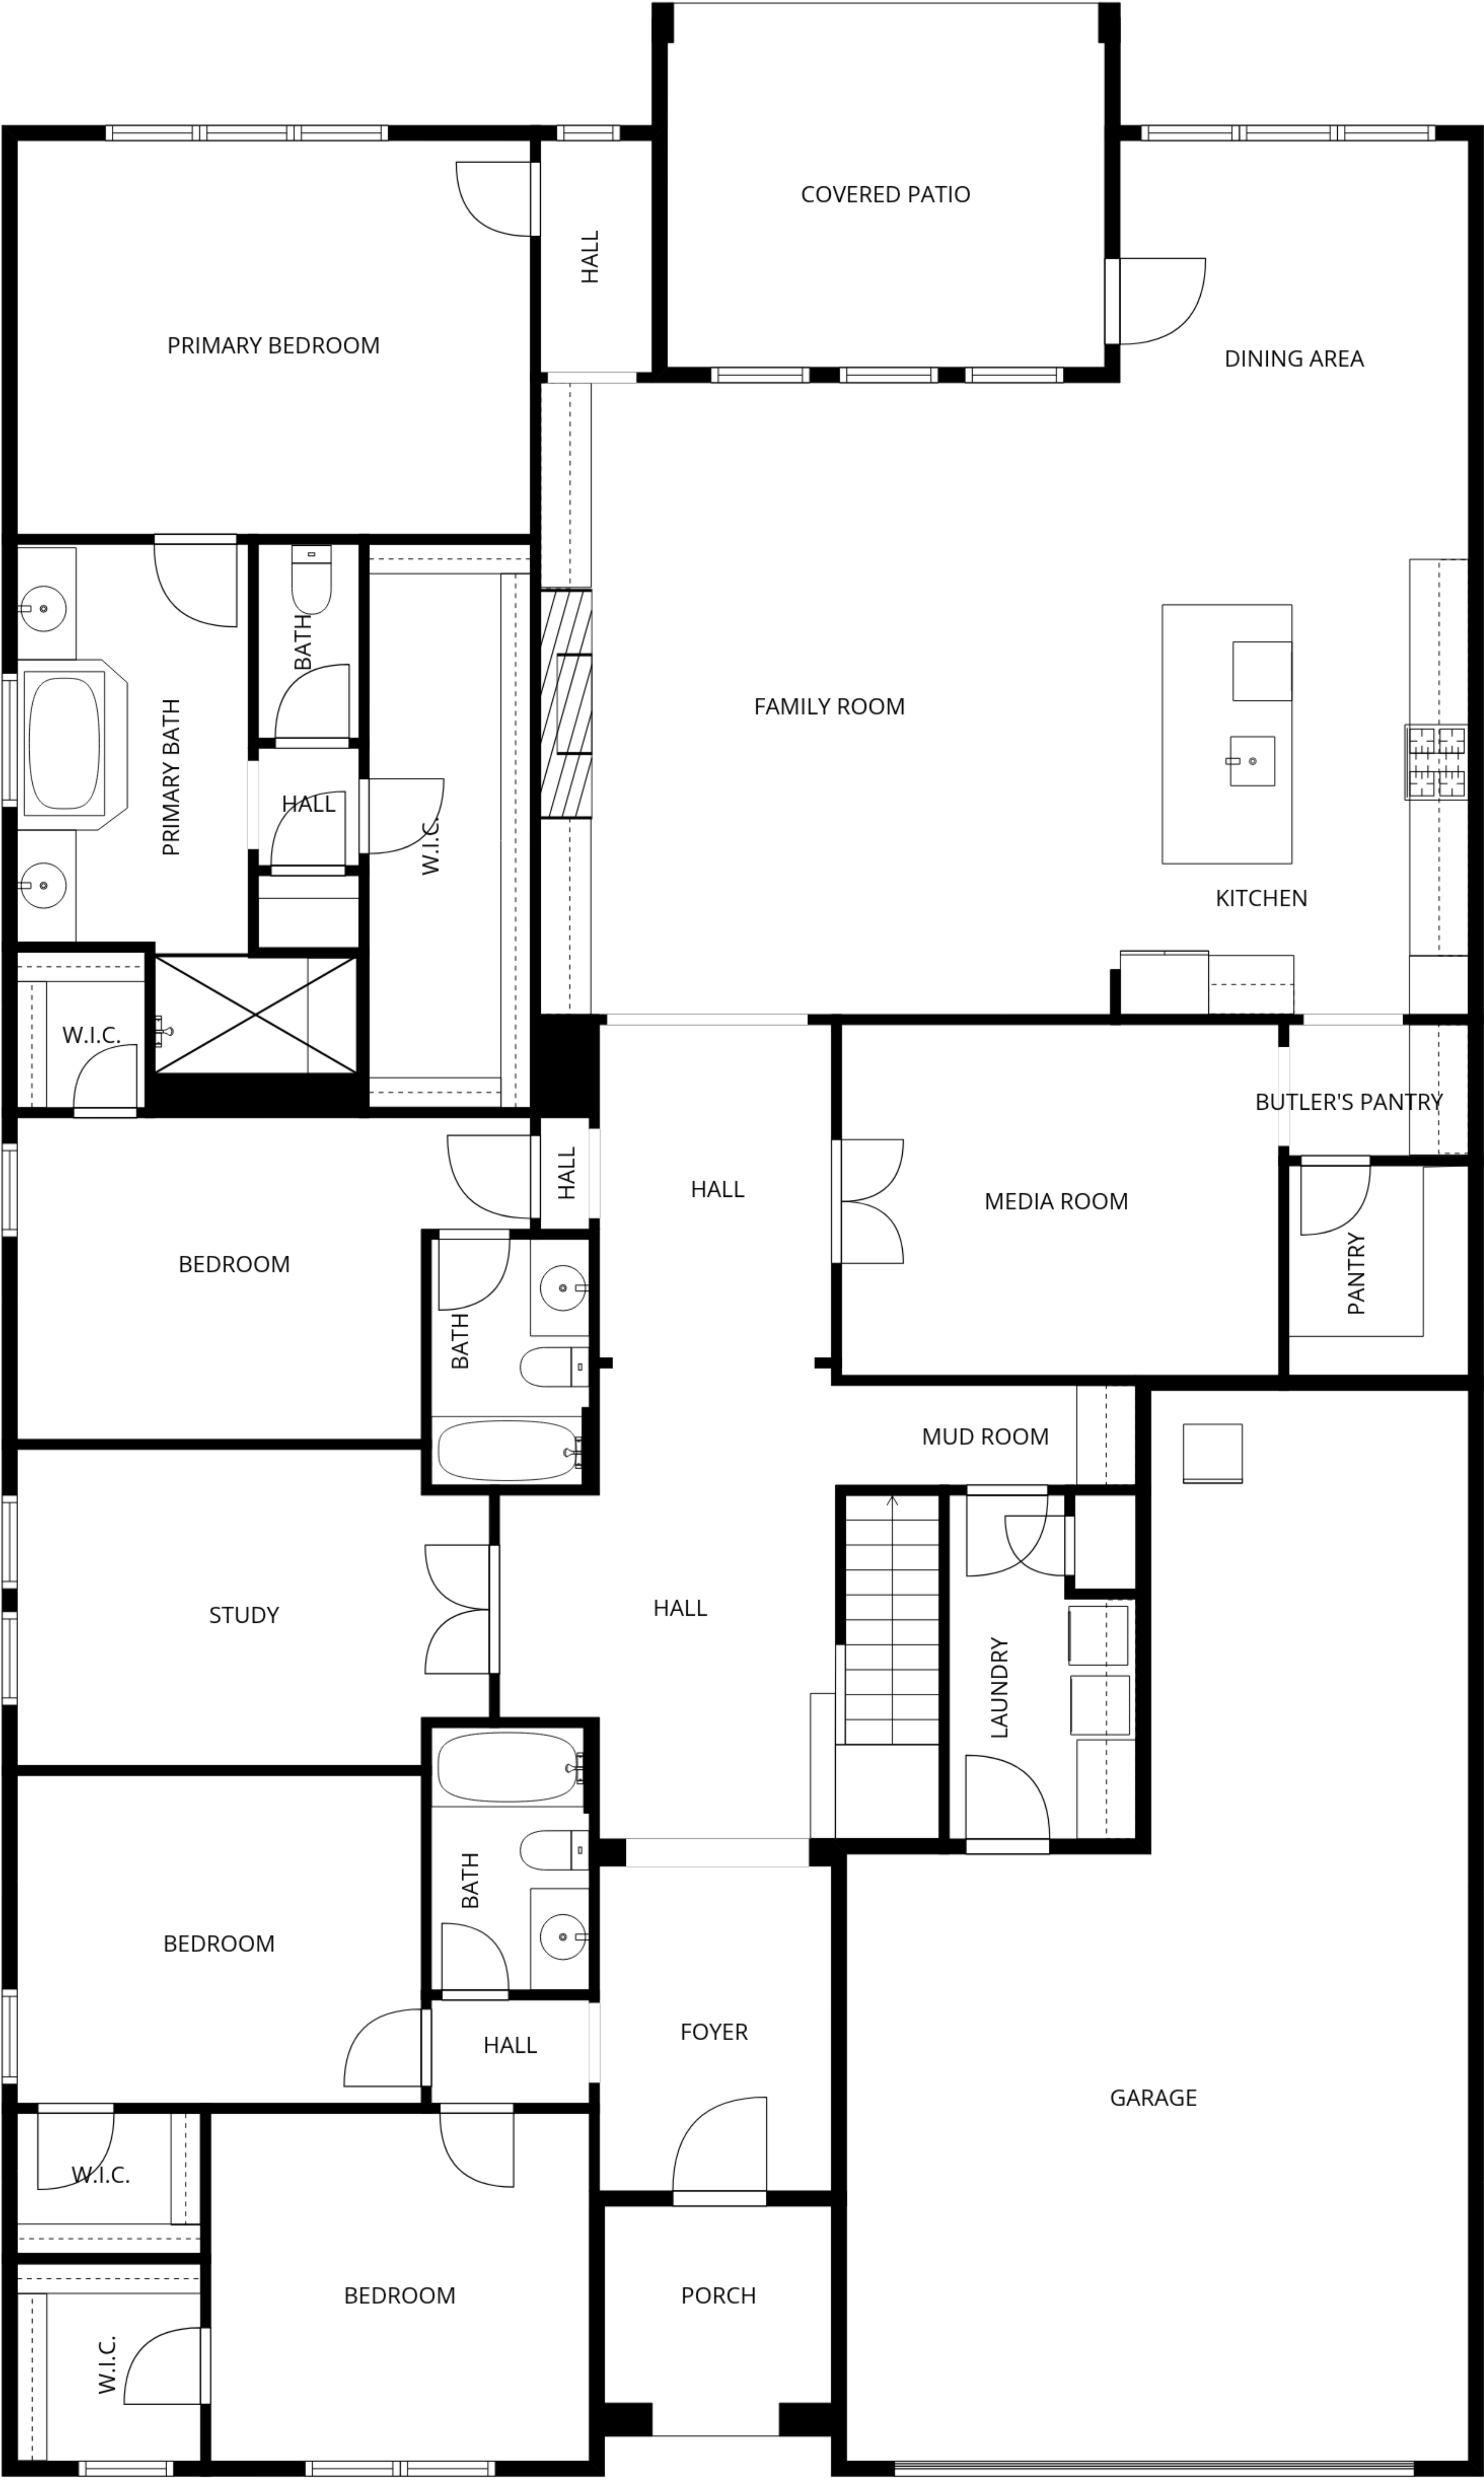 COVERED PATIO
HALL
PRIMARY BEDROOM
DINING AREA
BATH
FAMILY ROOM
PRIMARY BATH
HALL
W.I.C.
KITCHEN
W.I.C.
BUTLER'S PANTRY
HALL
HALL
MEDIA ROOM
BEDROOM
PANTRY
BATH
MUD ROOM
HALL
STUDY
LAUNDRY
BATH
BEDROOM
FOYER
HALL
GARAGE
W.I.C.
BEDROOM
PORCH
W.I.C.